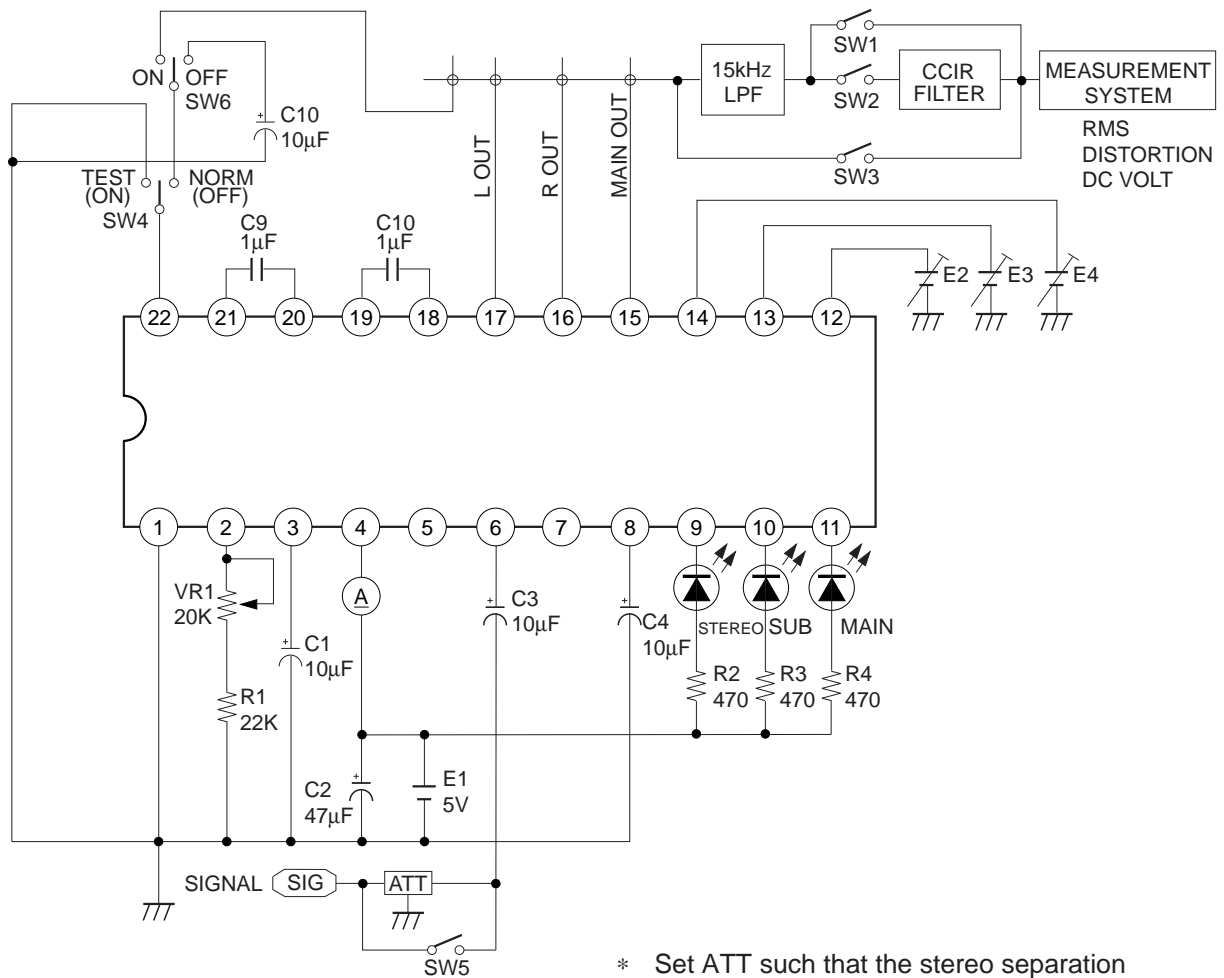 ON
OFF
SW6
C10
10μF
TEST
(ON)
NORM
(OFF)
SW4
C9
1μF
C10
1μF
L OUT
R OUT
MAIN OUT
15kHz
LPF
SW1
SW2
SW3
CCIR
FILTER
MEASUREMENT
SYSTEM
RMS
DISTORTION
DC VOLT
E2
E3
E4
22
21
20
19
18
17
16
15
14
13
12
1
2
3
4
5
6
7
8
9
10
11
VR1
20K
R1
22K
C1
10μF
A
C2
47μF
E1
5V
C3
10μF
C4
10μF
STEREO
SUB
MAIN
R2
470
R3
470
R4
470
SIGNAL
SIG
ATT
SW5
* Set ATT such that the stereo separation